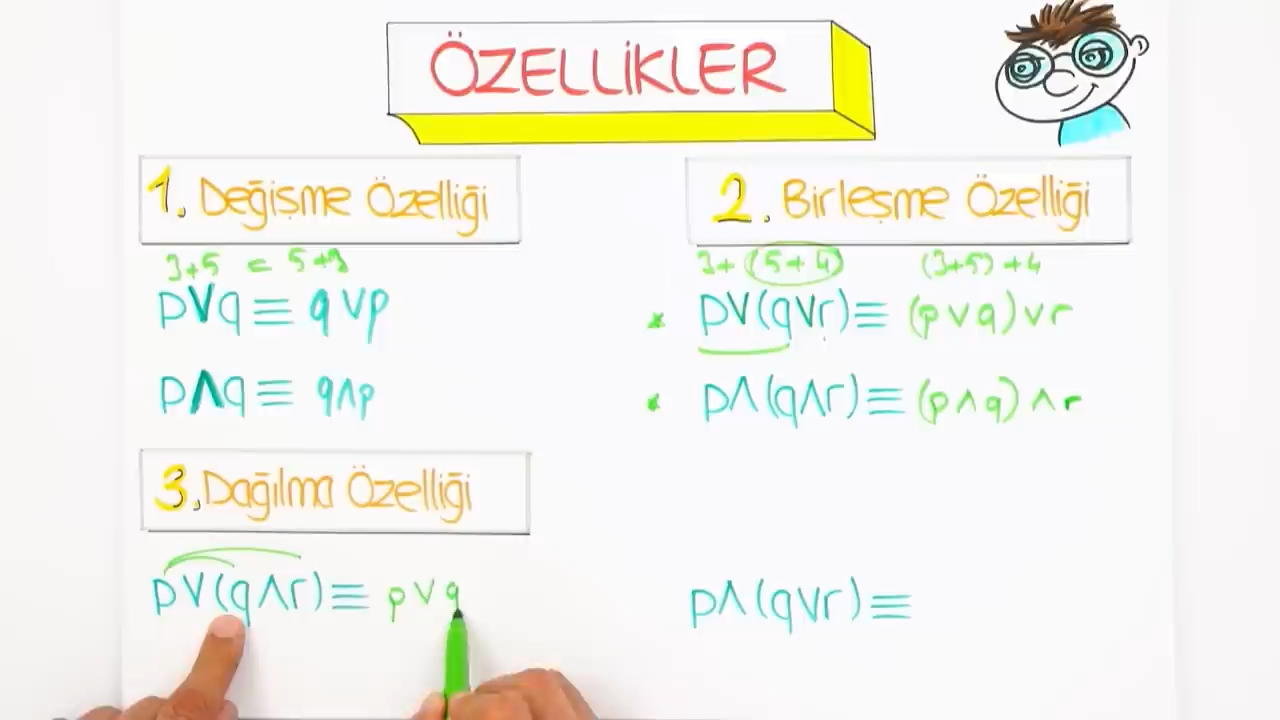 ÖZELLİKLER
1. Değişme Özelliği
3+5 = 5+3
p∨q ≡ q∨p
p∧q ≡ q∧p
2. Birleşme Özelliği
3+(5+4) (3+5)+4
* p∨(q∨r) ≡ (p∨q)∨r
* p∧(q∧r) ≡ (p∧q)∧r
3. Dağılma Özelliği
p∨(q∧r) ≡ p∨q
p∧(q∨r) ≡